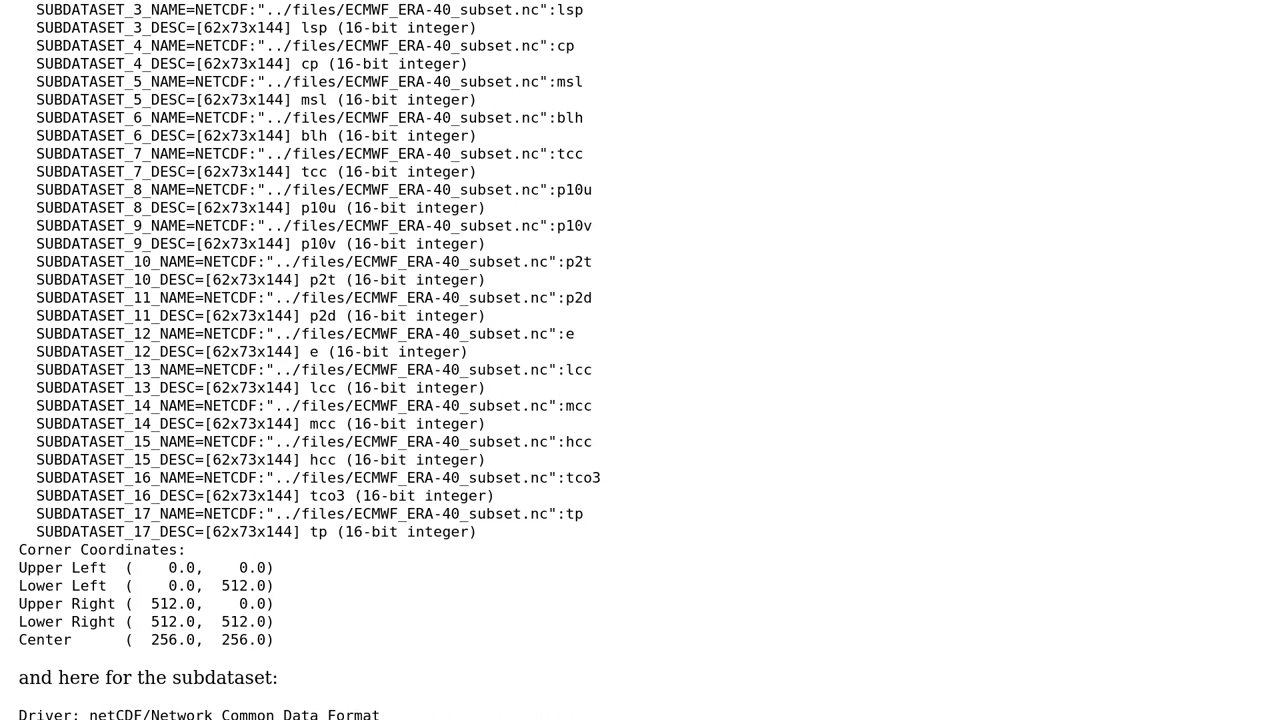 SUBDATASET_3_NAME=NETCDF:"../files/ECMWF_ERA-40_subset.nc":lsp
SUBDATASET_3_DESC=[62x73x144] lsp (16-bit integer)
SUBDATASET_4_NAME=NETCDF:"../files/ECMWF_ERA-40_subset.nc":cp
SUBDATASET_4_DESC=[62x73x144] cp (16-bit integer)
SUBDATASET_5_NAME=NETCDF:"../files/ECMWF_ERA-40_subset.nc":msl
SUBDATASET_5_DESC=[62x73x144] msl (16-bit integer)
SUBDATASET_6_NAME=NETCDF:"../files/ECMWF_ERA-40_subset.nc":blh
SUBDATASET_6_DESC=[62x73x144] blh (16-bit integer)
SUBDATASET_7_NAME=NETCDF:"../files/ECMWF_ERA-40_subset.nc":tcc
SUBDATASET_7_DESC=[62x73x144] tcc (16-bit integer)
SUBDATASET_8_NAME=NETCDF:"../files/ECMWF_ERA-40_subset.nc":p10u
SUBDATASET_8_DESC=[62x73x144] p10u (16-bit integer)
SUBDATASET_9_NAME=NETCDF:"../files/ECMWF_ERA-40_subset.nc":p10v
SUBDATASET_9_DESC=[62x73x144] p10v (16-bit integer)
SUBDATASET_10_NAME=NETCDF:"../files/ECMWF_ERA-40_subset.nc":p2t
SUBDATASET_10_DESC=[62x73x144] p2t (16-bit integer)
SUBDATASET_11_NAME=NETCDF:"../files/ECMWF_ERA-40_subset.nc":p2d
SUBDATASET_11_DESC=[62x73x144] p2d (16-bit integer)
SUBDATASET_12_NAME=NETCDF:"../files/ECMWF_ERA-40_subset.nc":e
SUBDATASET_12_DESC=[62x73x144] e (16-bit integer)
SUBDATASET_13_NAME=NETCDF:"../files/ECMWF_ERA-40_subset.nc":lcc
SUBDATASET_13_DESC=[62x73x144] lcc (16-bit integer)
SUBDATASET_14_NAME=NETCDF:"../files/ECMWF_ERA-40_subset.nc":mcc
SUBDATASET_14_DESC=[62x73x144] mcc (16-bit integer)
SUBDATASET_15_NAME=NETCDF:"../files/ECMWF_ERA-40_subset.nc":hcc
SUBDATASET_15_DESC=[62x73x144] hcc (16-bit integer)
SUBDATASET_16_NAME=NETCDF:"../files/ECMWF_ERA-40_subset.nc":tco3
SUBDATASET_16_DESC=[62x73x144] tco3 (16-bit integer)
SUBDATASET_17_NAME=NETCDF:"../files/ECMWF_ERA-40_subset.nc":tp
SUBDATASET_17_DESC=[62x73x144] tp (16-bit integer)
Corner Coordinates:
Upper Left  (    0.0,    0.0)
Lower Left  (    0.0,  512.0)
Upper Right (  512.0,    0.0)
Lower Right (  512.0,  512.0)
Center      (  256.0,  256.0)
and here for the subdataset:
Driver: netCDF/Network Common Data Format